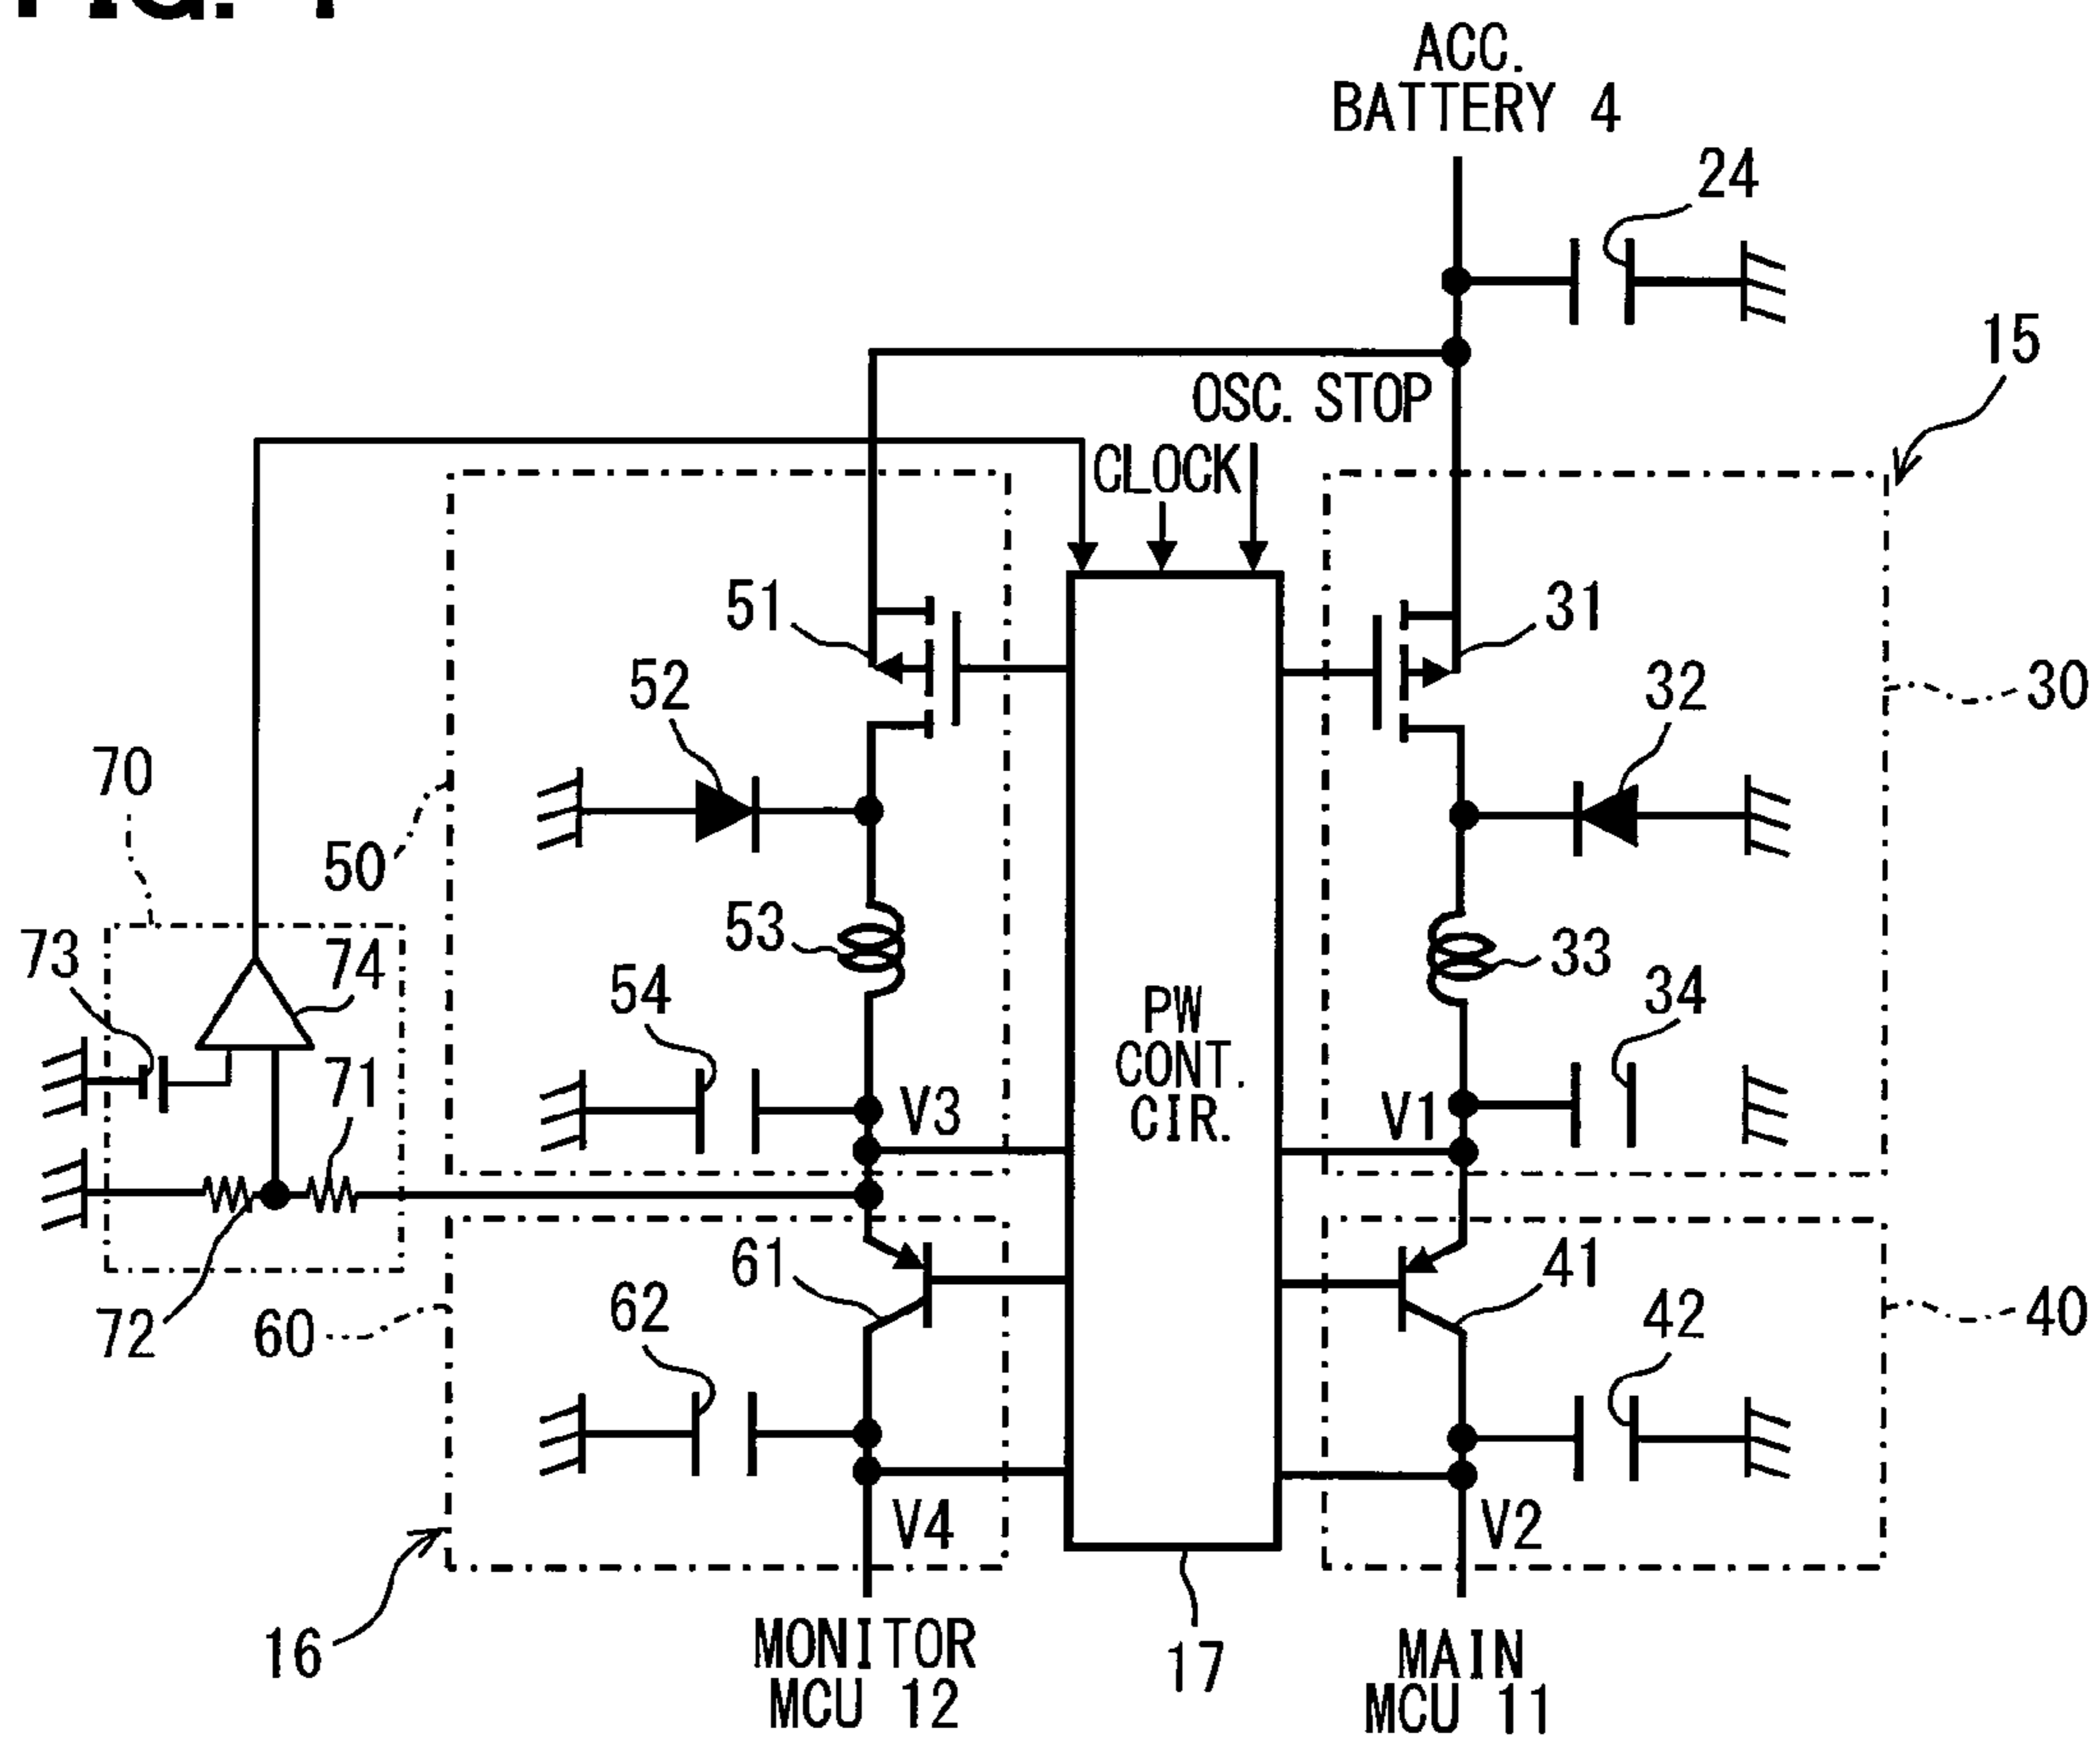 ACC.
BATTERY 4
24
15
OSC. STOP
CLOCK
51
31
52
32
30
70
50
53
33
73
74
54
34
71
PW
CONT.
CIR.
V3
V1
61
41
72
60
62
42
40
V4
V2
16
17
MONITOR
MCU 12
MAIN
MCU 11